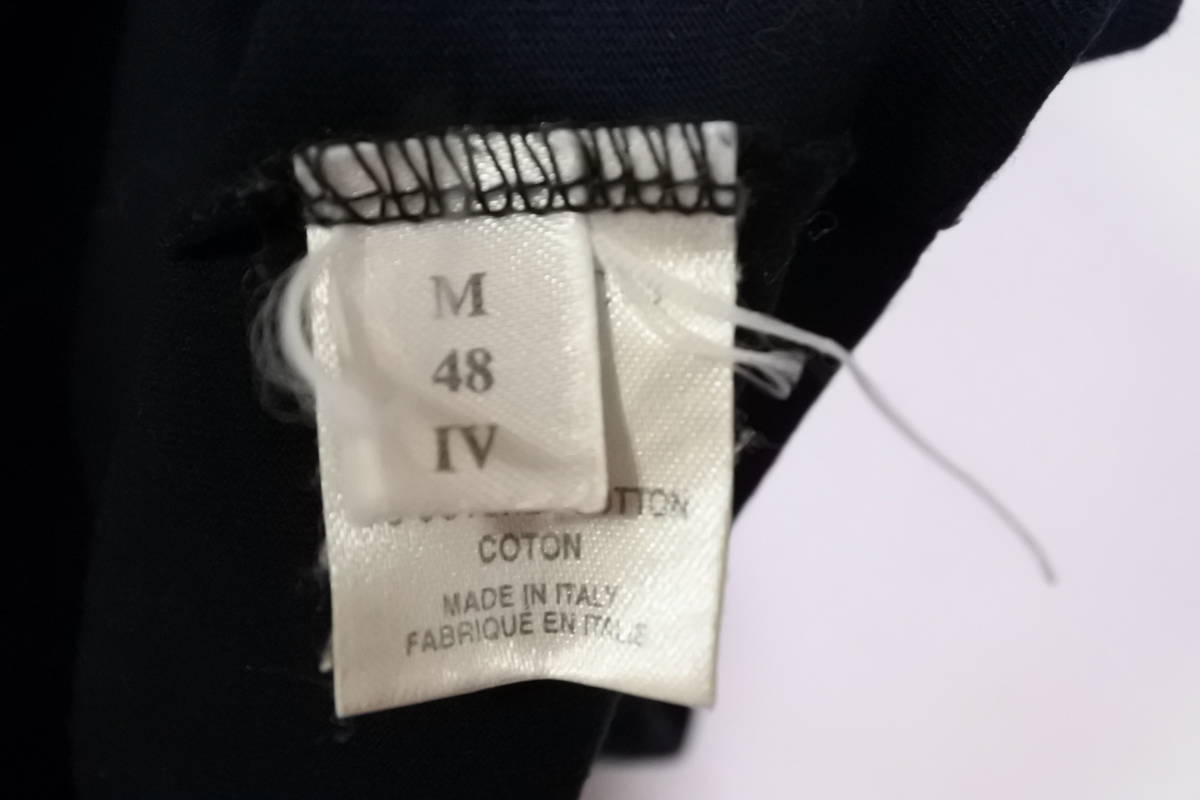 M
48
IV
COTON
MADE IN ITALY
FABRIQUÉ EN ITALIE